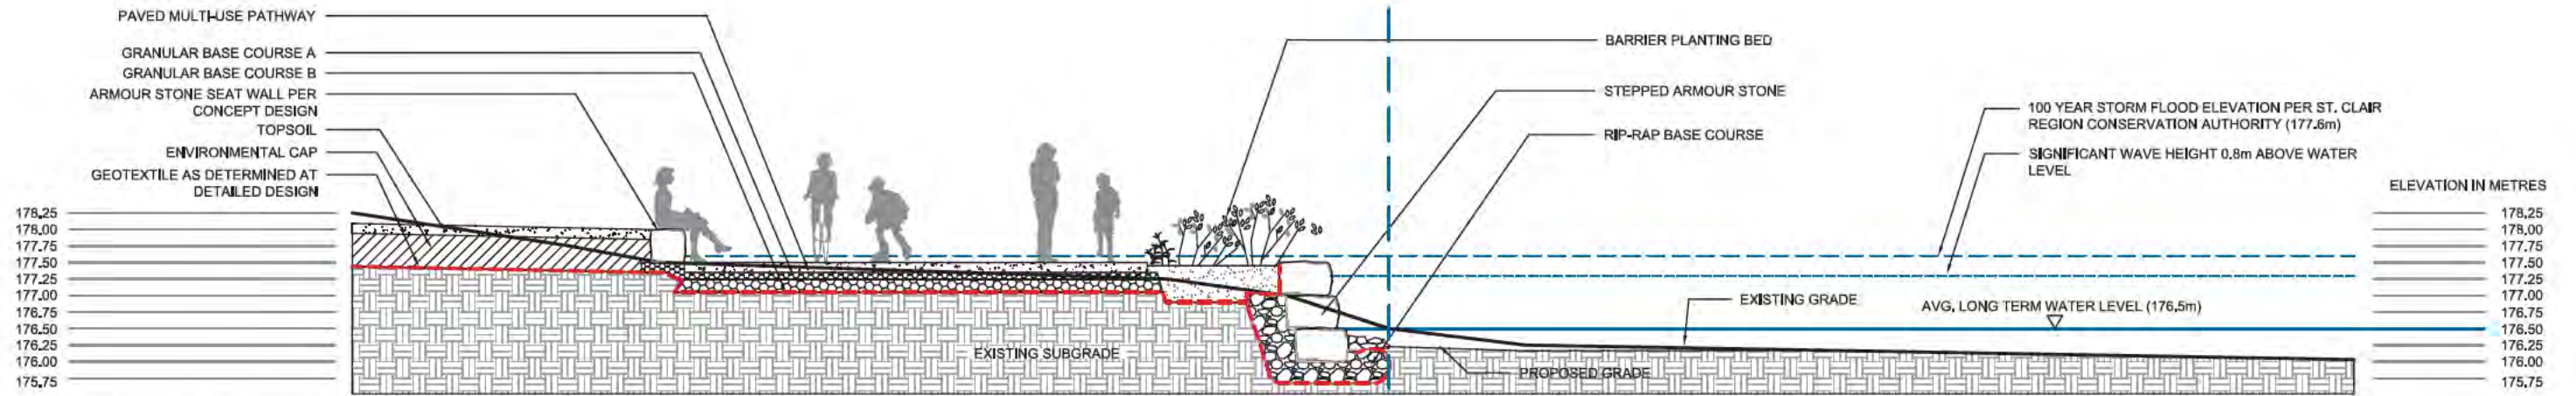 PAVED MULTI-USE PATHWAY
GRANULAR BASE COURSE A
GRANULAR BASE COURSE B
ARMOUR STONE SEAT WALL PER
CONCEPT DESIGN
TOPSOIL
ENVIRONMENTAL CAP
GEOTEXTILE AS DETERMINED AT
DETAILED DESIGN
178.25
178.00
177.75
177.50
177.25
177.00
176.75
176.50
176.25
176.00
175.75
EXISTING SUBGRADE
BARRIER PLANTING BED
STEPPED ARMOUR STONE
RIP-RAP BASE COURSE
EXISTING GRADE
PROPOSED GRADE
100 YEAR STORM FLOOD ELEVATION PER ST. CLAIR
REGION CONSERVATION AUTHORITY (177.6m)
SIGNIFICANT WAVE HEIGHT 0.8m ABOVE WATER
LEVEL
AVG. LONG TERM WATER LEVEL (176.5m)
ELEVATION IN METRES
178.25
178.00
177.75
177.50
177.25
177.00
176.75
176.50
176.25
176.00
175.75